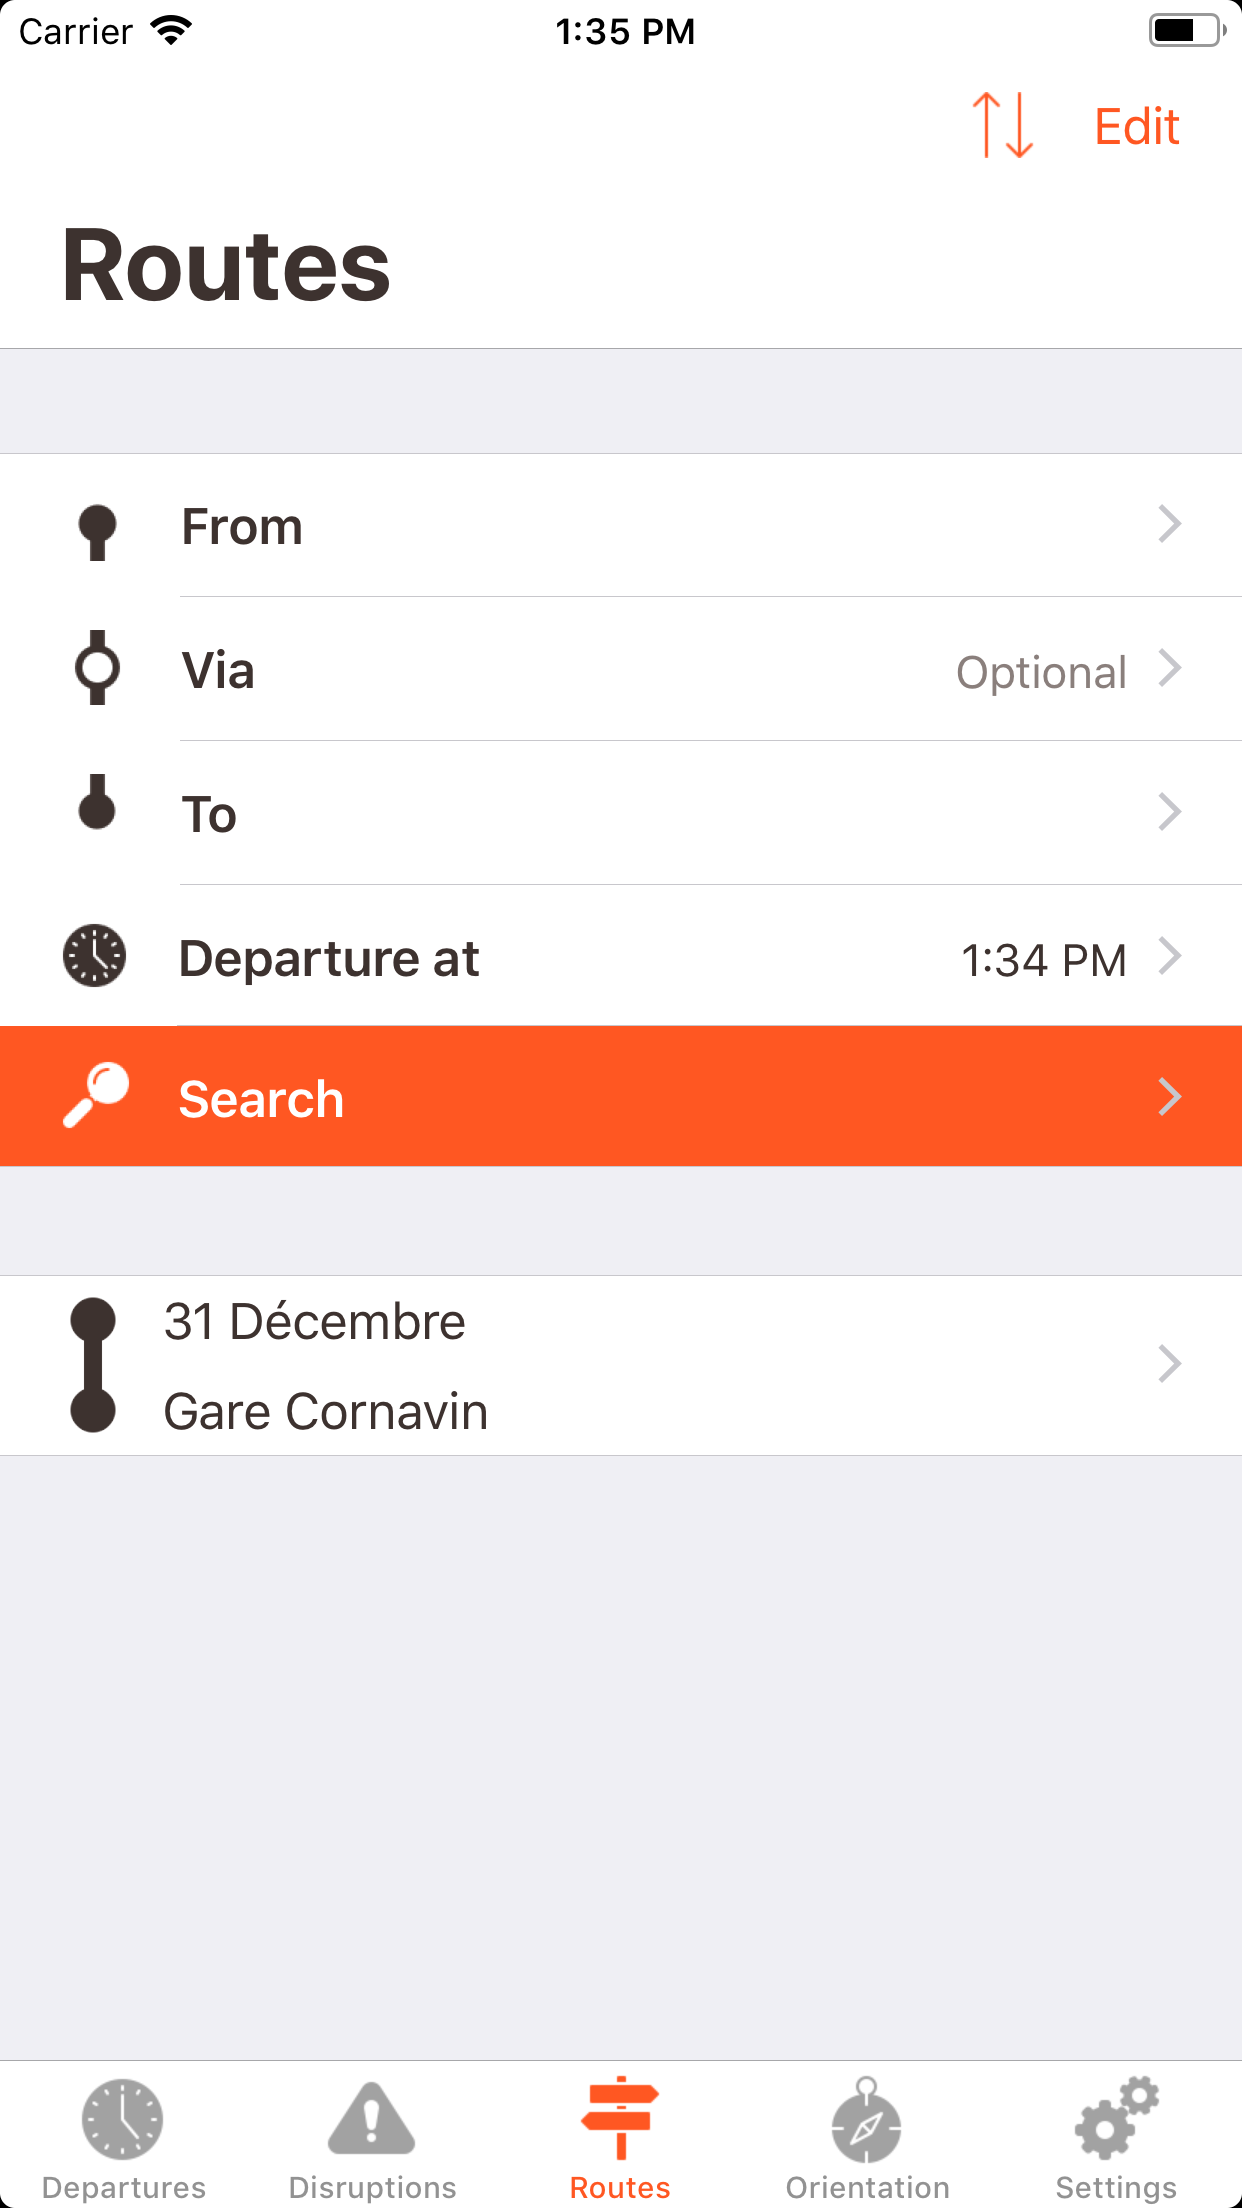 Carrier 1:35 PM
Edit
Routes
From
Via Optional
To
Departure at 1:34 PM
Search
31 Décembre
Gare Cornavin
Departures Disruptions Routes Orientation Settings